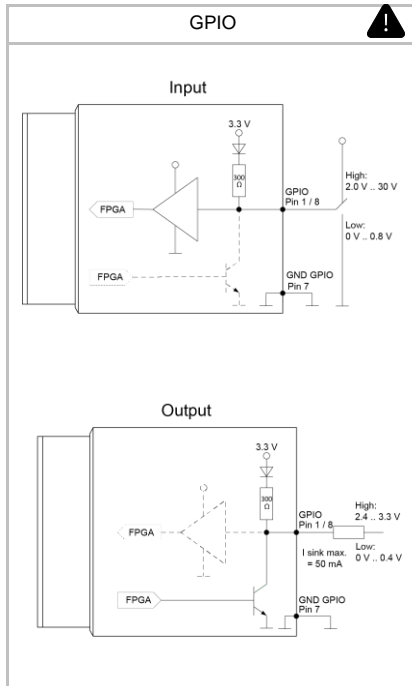 GPIO
!
Input
3.3 V
300
Ω
High:
2.0 V .. 30 V
GPIO
Pin 1 / 8
FPGA
Low:
0 V .. 0.8 V
FPGA
GND GPIO
Pin 7
Output
3.3 V
300
Ω
High:
2.4 .. 3.3 V
GPIO
Pin 1 / 8
FPGA
I sink max.
= 50 mA
Low:
0 V .. 0.4 V
FPGA
GND GPIO
Pin 7